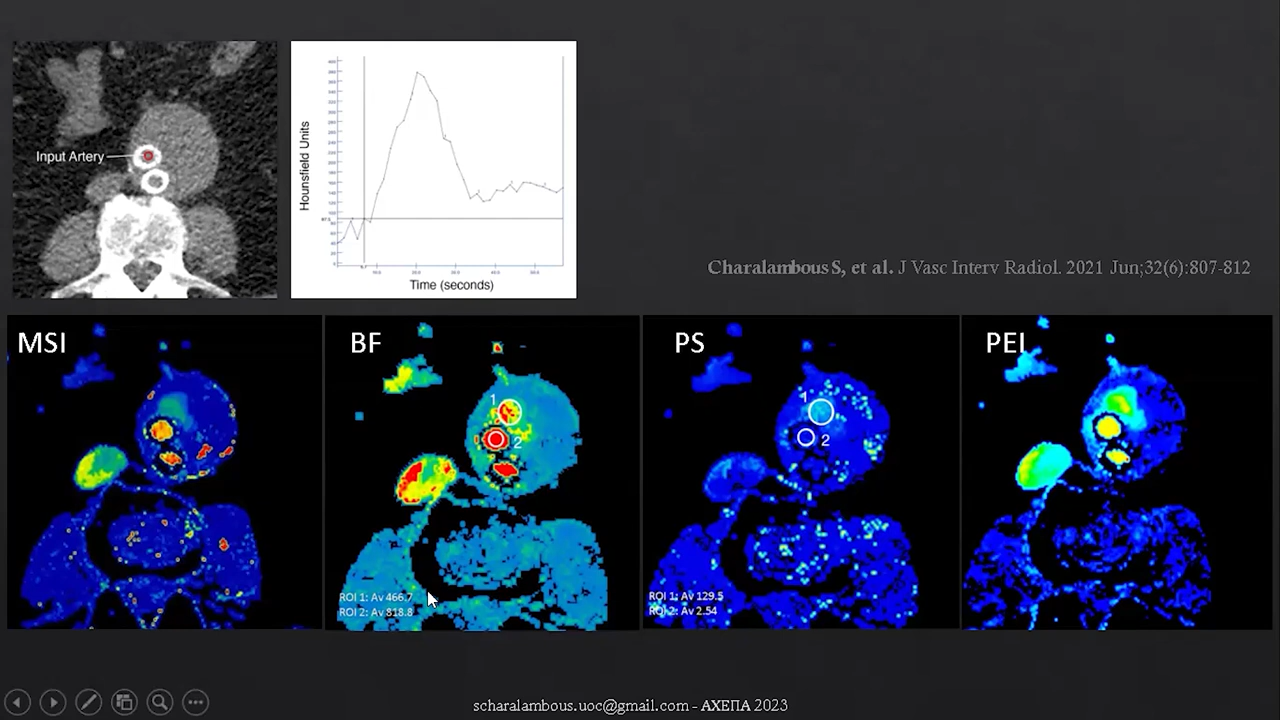 Input Artery
Hounsfield Units
Time (seconds)
Charalambous S, et al. J Vasc Interv Radiol. 2021 Jun;32(6):807-812
MSI
BF
PS
PEI
1
2
1
2
ROI 1: Av 466.7
ROI 2: Av 818.8
ROI 1: Av 129.5
ROI 2: Av 2.54
scharalambous.uoc@gmail.com - ΑΧΕΠΑ 2023